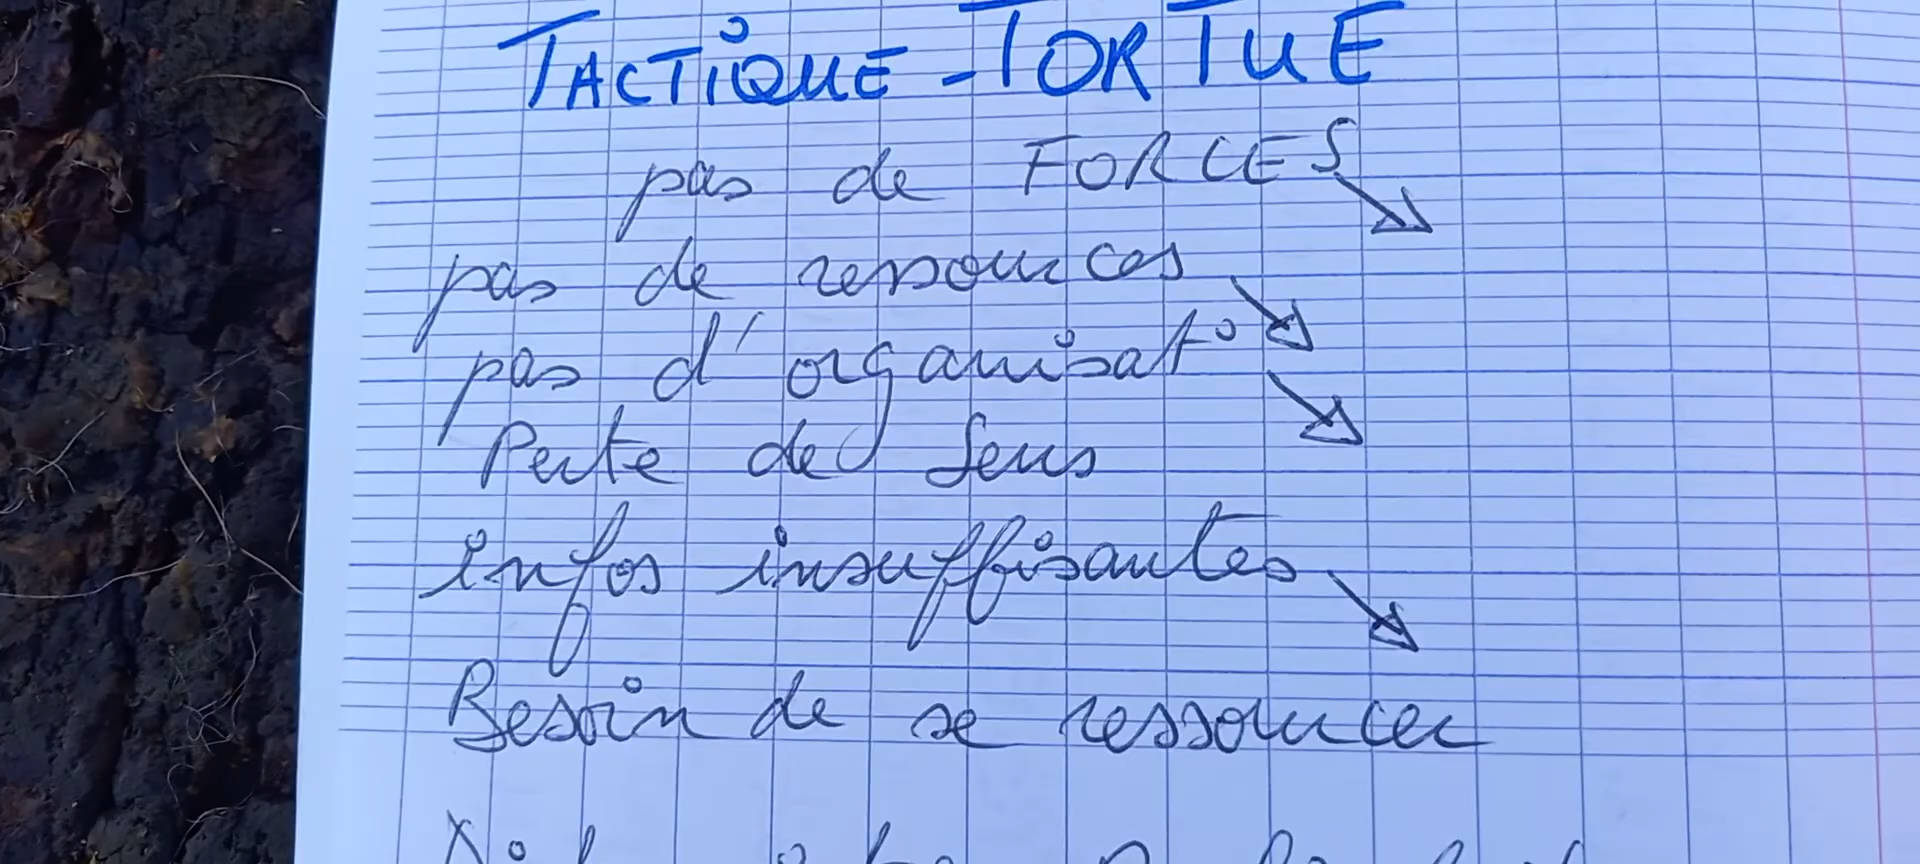 TACTIQUE - TORTUE
pas de FORCES
pas de ressources
pas d'organisat°
Perte de Sens
infos insuffisantes
Besoin de se ressourcer